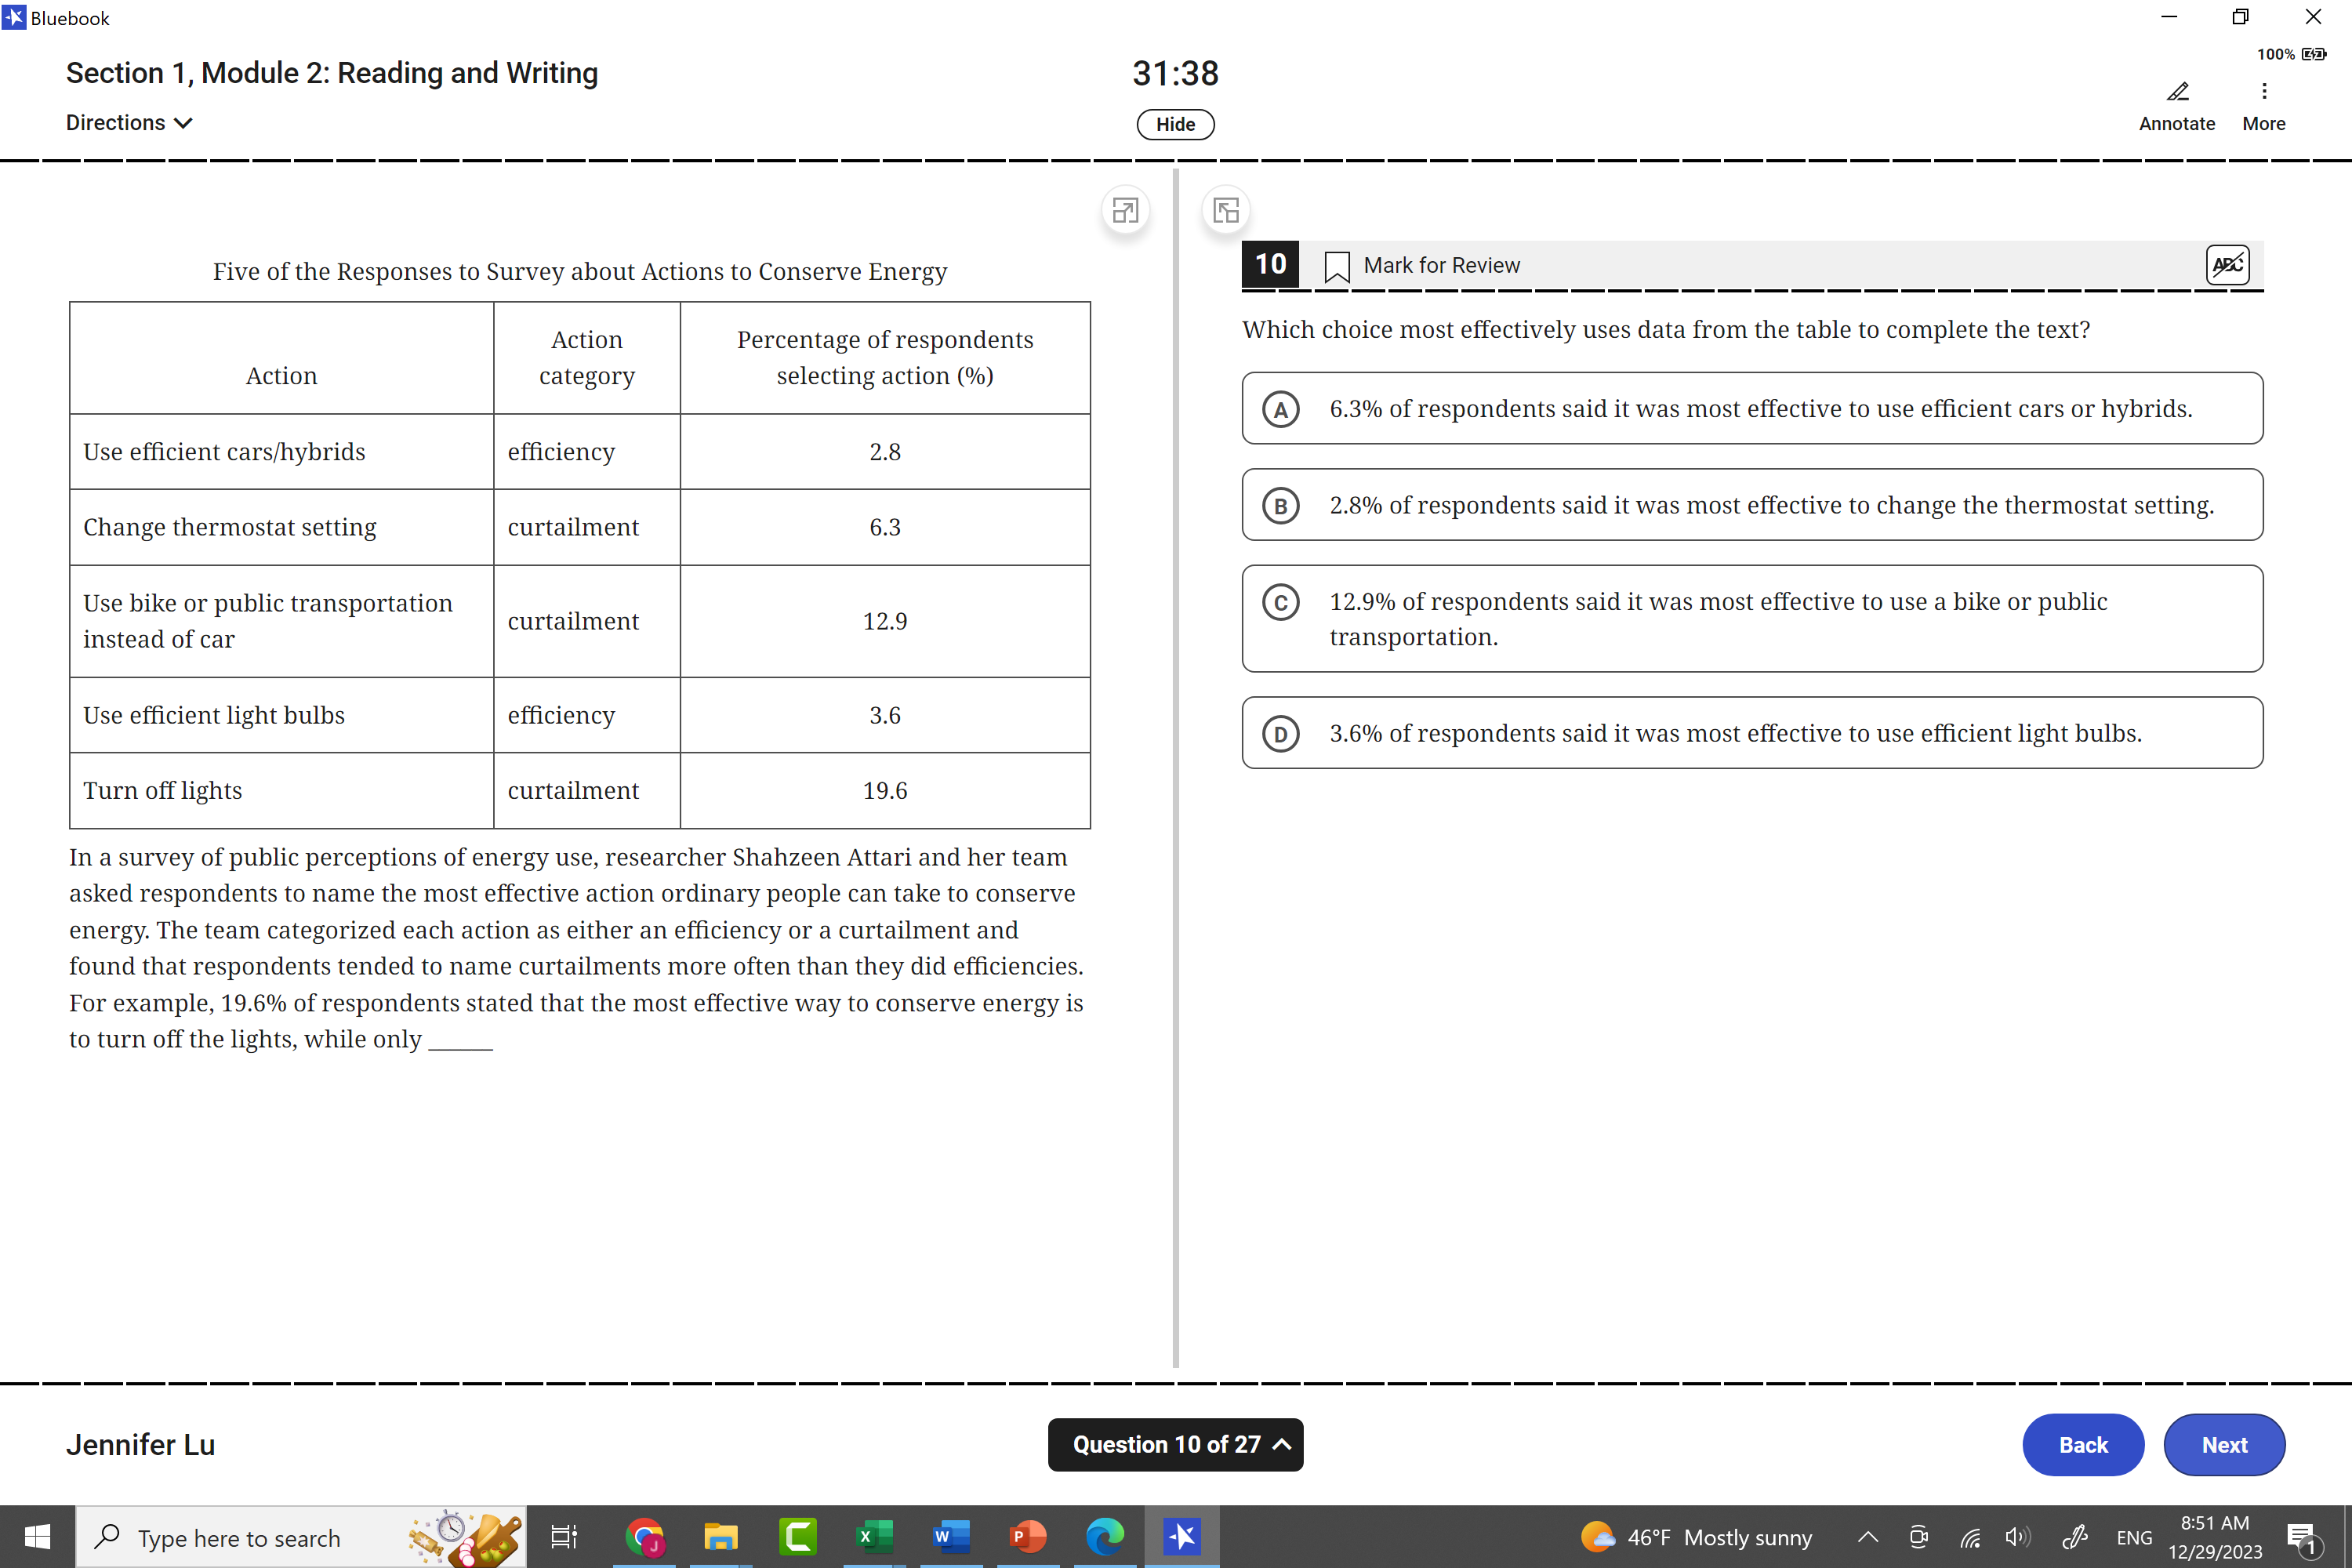 Bluebook
Section 1, Module 2: Reading and Writing
31:38
100%
Directions
Hide
Annotate
More
Five of the Responses to Survey about Actions to Conserve Energy
Action
Action category
Percentage of respondents selecting action (%)
Use efficient cars/hybrids
efficiency
2.8
Change thermostat setting
curtailment
6.3
Use bike or public transportation instead of car
curtailment
12.9
Use efficient light bulbs
efficiency
3.6
Turn off lights
curtailment
19.6
In a survey of public perceptions of energy use, researcher Shahzeen Attari and her team
asked respondents to name the most effective action ordinary people can take to conserve
energy. The team categorized each action as either an efficiency or a curtailment and
found that respondents tended to name curtailments more often than they did efficiencies.
For example, 19.6% of respondents stated that the most effective way to conserve energy is
to turn off the lights, while only ______
10
Mark for Review
ABC
Which choice most effectively uses data from the table to complete the text?
A
6.3% of respondents said it was most effective to use efficient cars or hybrids.
B
2.8% of respondents said it was most effective to change the thermostat setting.
C
12.9% of respondents said it was most effective to use a bike or public
transportation.
D
3.6% of respondents said it was most effective to use efficient light bulbs.
Jennifer Lu
Question 10 of 27
Back
Next
Type here to search
J
X
W
P
46°F Mostly sunny
ENG
8:51 AM
12/29/2023
1